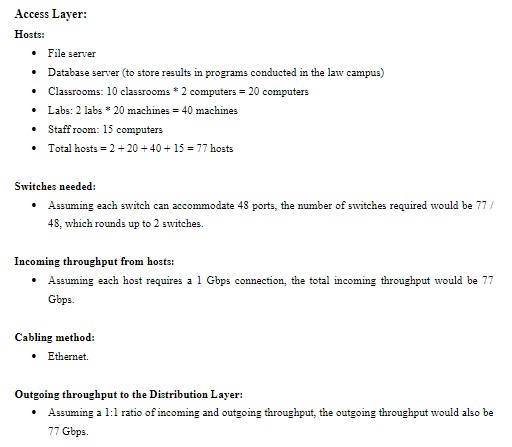 Access Layer:
Hosts:
• File server
• Database server (to store results in programs conducted in the law campus)
• Classrooms: 10 classrooms * 2 computers = 20 computers
• Labs: 2 labs * 20 machines = 40 machines
• Staff room: 15 computers
• Total hosts = 2 + 20 + 40 + 15 = 77 hosts
Switches needed:
• Assuming each switch can accommodate 48 ports, the number of switches required would be 77 /
48, which rounds up to 2 switches.
Incoming throughput from hosts:
• Assuming each host requires a 1 Gbps connection, the total incoming throughput would be 77
Gbps.
Cabling method:
• Ethernet.
Outgoing throughput to the Distribution Layer:
• Assuming a 1:1 ratio of incoming and outgoing throughput, the outgoing throughput would also be
77 Gbps.